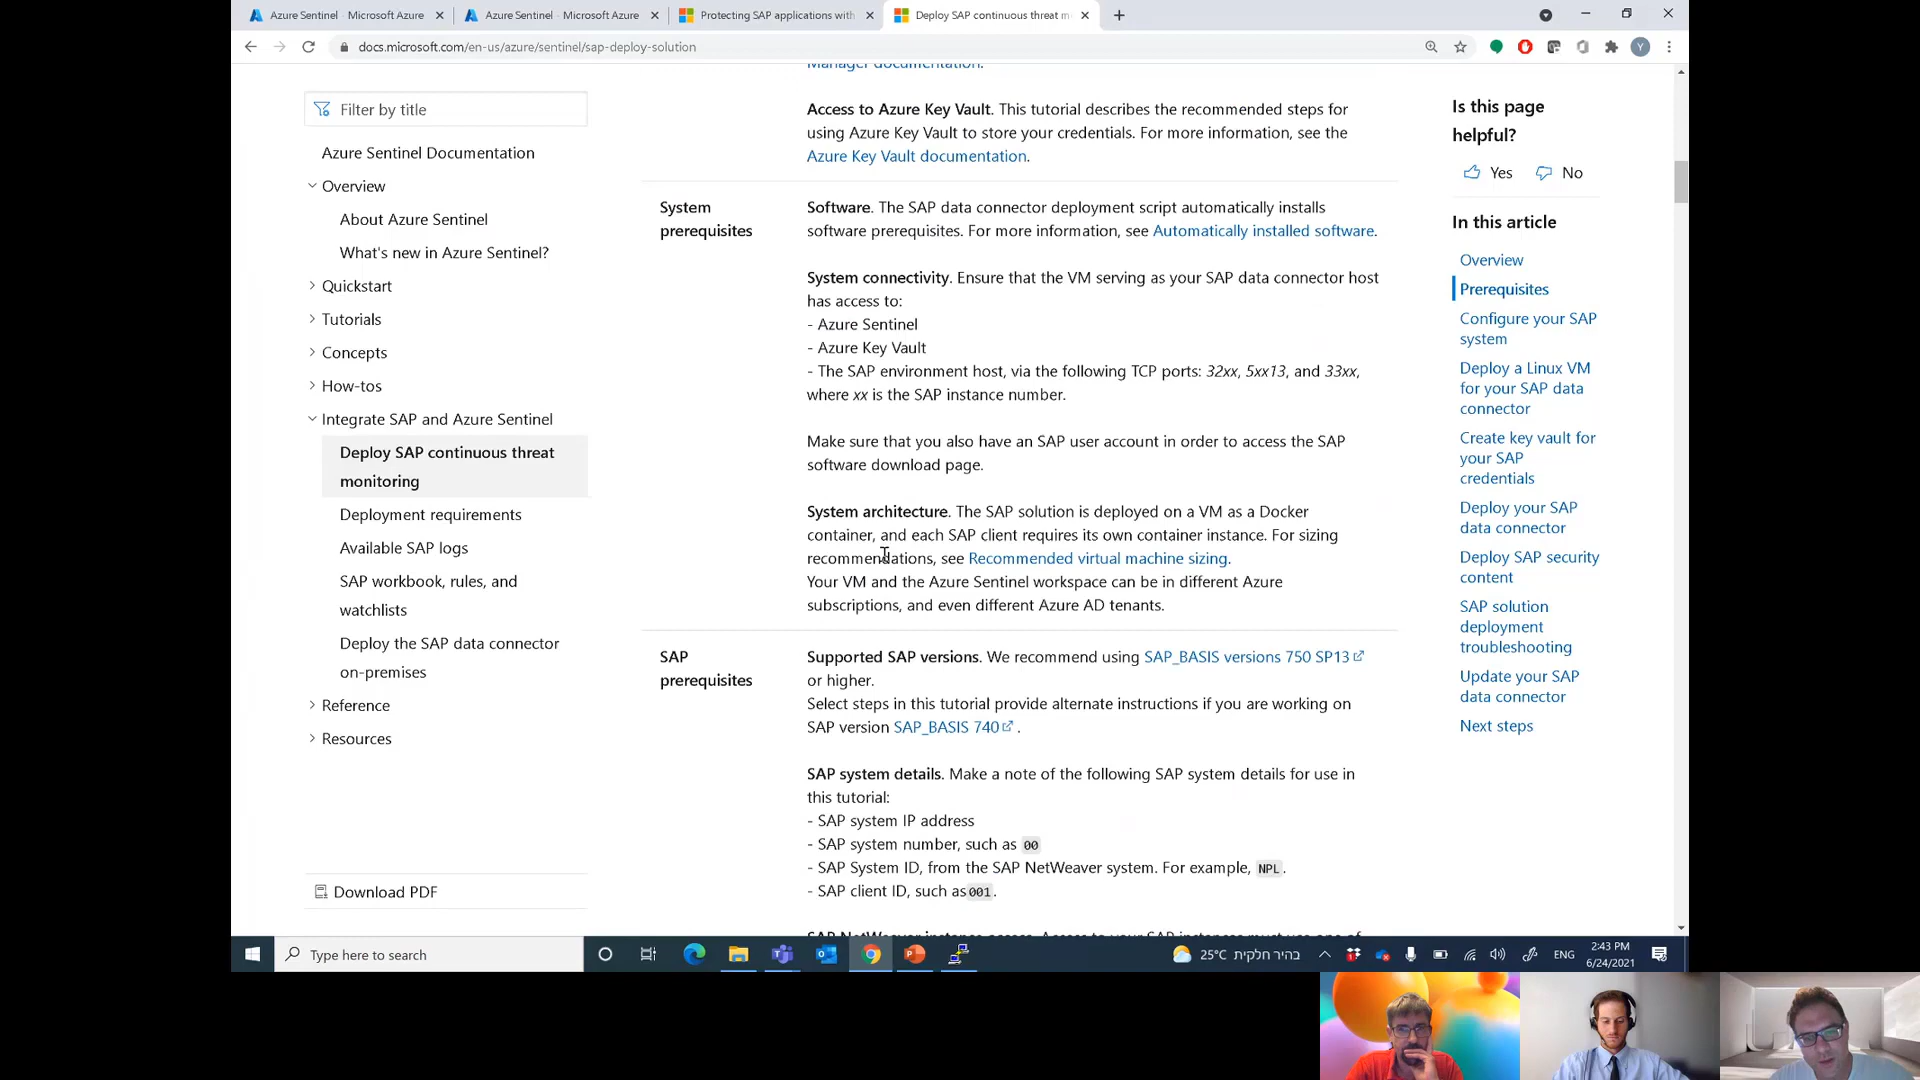 Azure Sentinel - Microsoft Azure
Azure Sentinel - Microsoft Azure
Protecting SAP applications with
Deploy SAP continuous threat m
docs.microsoft.com/en-us/azure/sentinel/sap-deploy-solution
Y
Filter by title
Azure Sentinel Documentation
Overview
About Azure Sentinel
What's new in Azure Sentinel?
Quickstart
Tutorials
Concepts
How-tos
Integrate SAP and Azure Sentinel
Deploy SAP continuous threat
monitoring
Deployment requirements
Available SAP logs
SAP workbook, rules, and
watchlists
Deploy the SAP data connector
on-premises
Reference
Resources
Download PDF
Manager documentation.
Access to Azure Key Vault. This tutorial describes the recommended steps for
using Azure Key Vault to store your credentials. For more information, see the
Azure Key Vault documentation.
System
prerequisites
Software. The SAP data connector deployment script automatically installs
software prerequisites. For more information, see Automatically installed software.
System connectivity. Ensure that the VM serving as your SAP data connector host
has access to:
- Azure Sentinel
- Azure Key Vault
- The SAP environment host, via the following TCP ports: 32xx, 5xx13, and 33xx,
where xx is the SAP instance number.
Make sure that you also have an SAP user account in order to access the SAP
software download page.
System architecture. The SAP solution is deployed on a VM as a Docker
container, and each SAP client requires its own container instance. For sizing
recommendations, see Recommended virtual machine sizing.
Your VM and the Azure Sentinel workspace can be in different Azure
subscriptions, and even different Azure AD tenants.
SAP
prerequisites
Supported SAP versions. We recommend using SAP_BASIS versions 750 SP13
or higher.
Select steps in this tutorial provide alternate instructions if you are working on
SAP version SAP_BASIS 740 .
SAP system details. Make a note of the following SAP system details for use in
this tutorial:
- SAP system IP address
- SAP system number, such as 00
- SAP System ID, from the SAP NetWeaver system. For example, NPL.
- SAP client ID, such as 001.
SAP NetWeaver instance access. Access to your SAP instances must use one of
Is this page
helpful?
Yes No
In this article
Overview
Prerequisites
Configure your SAP
system
Deploy a Linux VM
for your SAP data
connector
Create key vault for
your SAP
credentials
Deploy your SAP
data connector
Deploy SAP security
content
SAP solution
deployment
troubleshooting
Update your SAP
data connector
Next steps
Type here to search
25°C בהיר חלקית
ENG
2:43 PM
6/24/2021